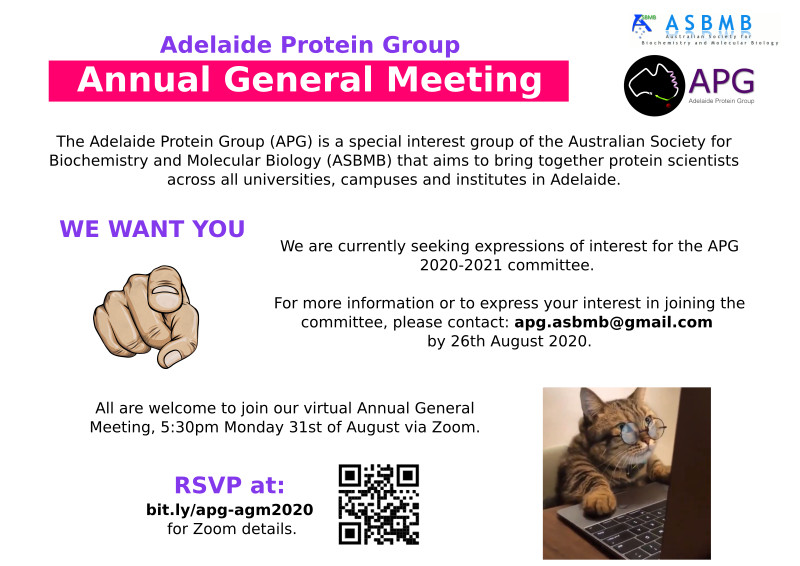 ASBMB
ASBMB
Australian Society for
Biochemistry and Molecular Biology
Adelaide Protein Group
Annual General Meeting
APG
Adelaide Protein Group
The Adelaide Protein Group (APG) is a special interest group of the Australian Society for
Biochemistry and Molecular Biology (ASBMB) that aims to bring together protein scientists
across all universities, campuses and institutes in Adelaide.
WE WANT YOU
We are currently seeking expressions of interest for the APG
2020-2021 committee.
For more information or to express your interest in joining the
committee, please contact: apg.asbmb@gmail.com
by 26th August 2020.
All are welcome to join our virtual Annual General
Meeting, 5:30pm Monday 31st of August via Zoom.
RSVP at:
bit.ly/apg-agm2020
for Zoom details.